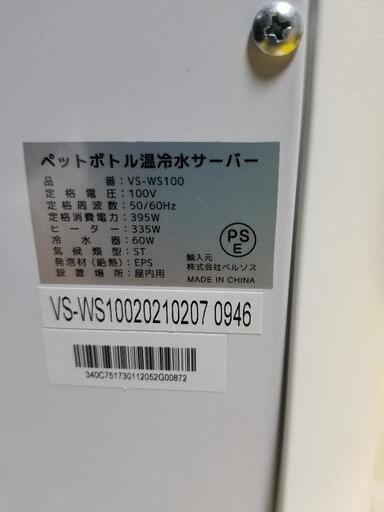 ペットボトル温冷水サーバー
品番：VS-WS100
定格電圧：100V
定格周波数：50/60Hz
定格消費電力：395W
ヒーター：335W
冷水器：60W
気候類型：ST
発泡材(給熱)：EPS
設置場所：屋内用
PS
E
輸入元
株式会社ベルソス
MADE IN CHINA
VS-WS10020210207 0946
340C751730112052G00872